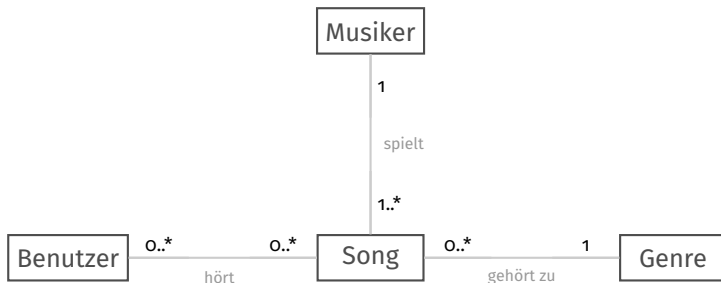 Musiker
1
spielt
1..*
Benutzer
0..*
hört
0..*
Song
0..*
gehört zu
1
Genre